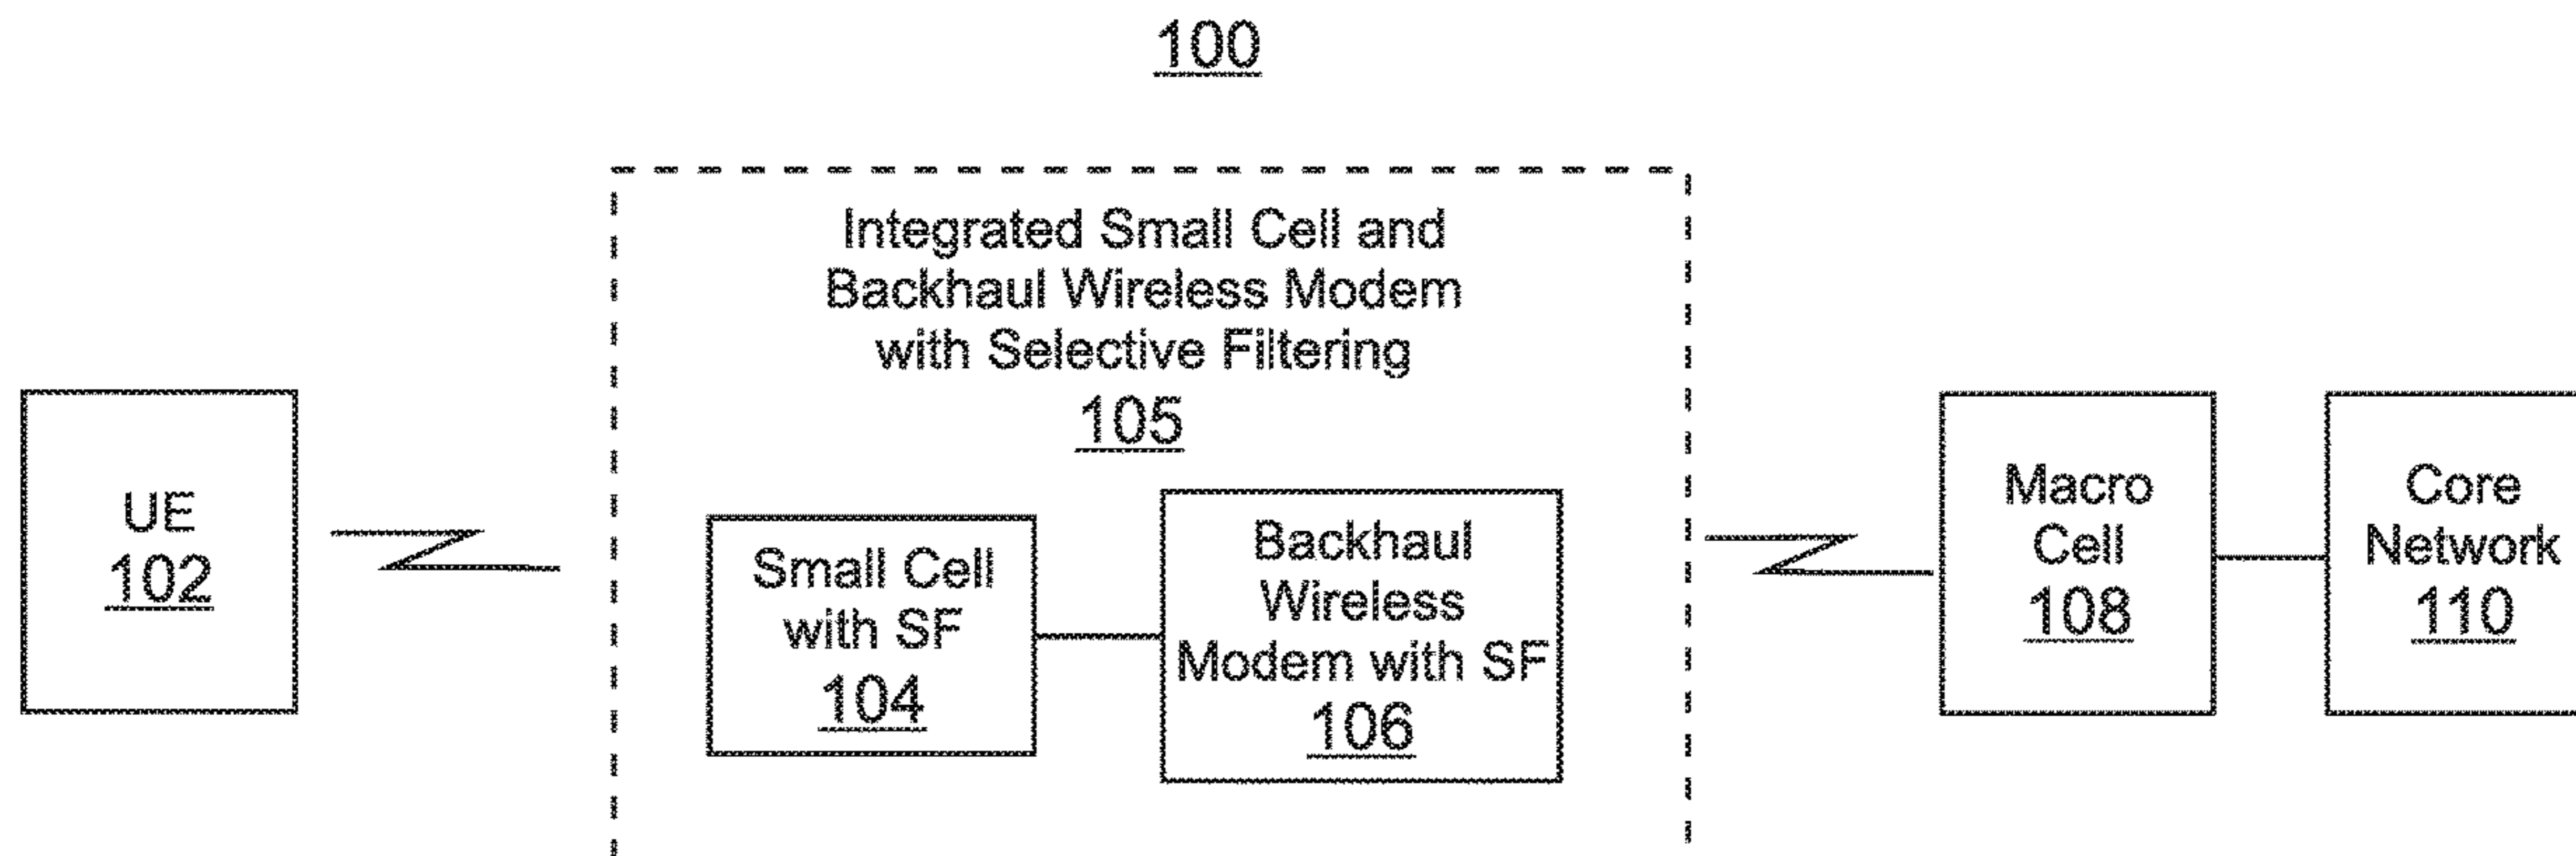 100
Integrated Small Cell and
Backhaul Wireless Modem
with Selective Filtering
105
UE
102
Small Cell
with SF
104
Backhaul
Wireless
Modem with SF
106
Macro
Cell
108
Core
Network
110